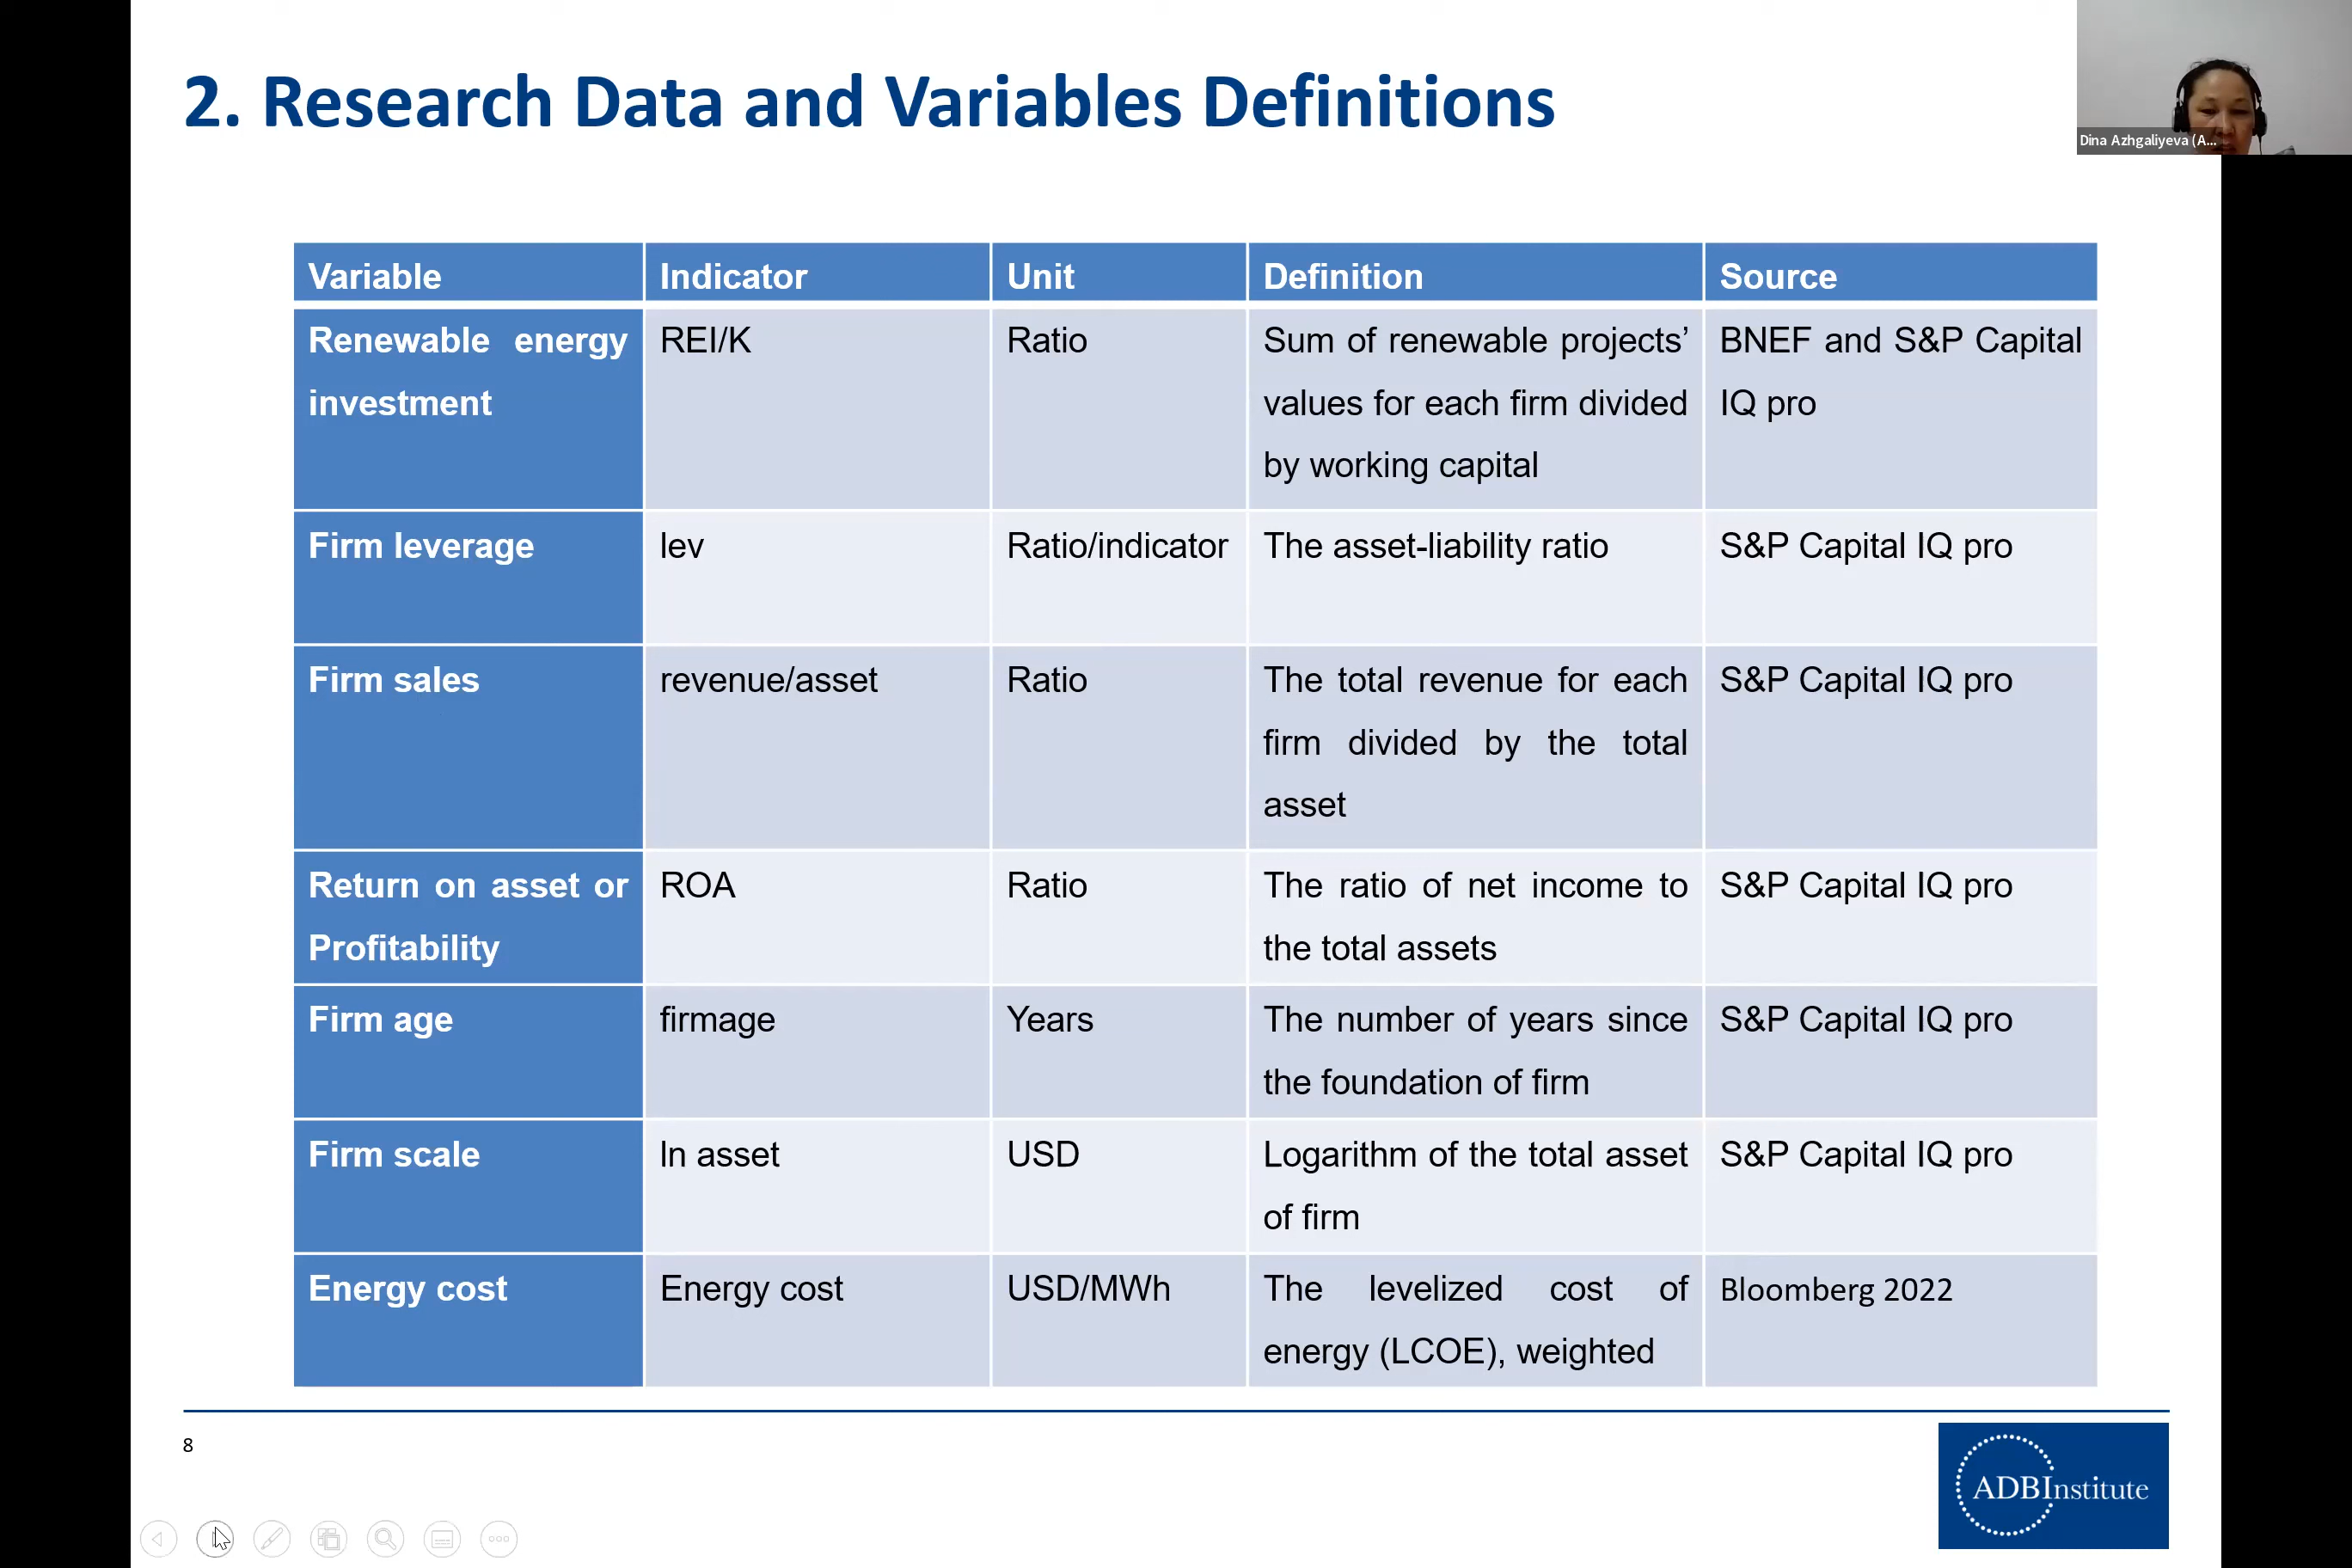 2. Research Data and Variables Definitions
Dina Azhgaliyeva (A...
Variable Indicator Unit Definition Source
Renewable energy investment REI/K Ratio Sum of renewable projects’ values for each firm divided by working capital BNEF and S&P Capital IQ pro
Firm leverage lev Ratio/indicator The asset-liability ratio S&P Capital IQ pro
Firm sales revenue/asset Ratio The total revenue for each firm divided by the total asset S&P Capital IQ pro
Return on asset or Profitability ROA Ratio The ratio of net income to the total assets S&P Capital IQ pro
Firm age firmage Years The number of years since the foundation of firm S&P Capital IQ pro
Firm scale ln asset USD Logarithm of the total asset of firm S&P Capital IQ pro
Energy cost Energy cost USD/MWh The levelized cost of energy (LCOE), weighted Bloomberg 2022
8
ADBInstitute